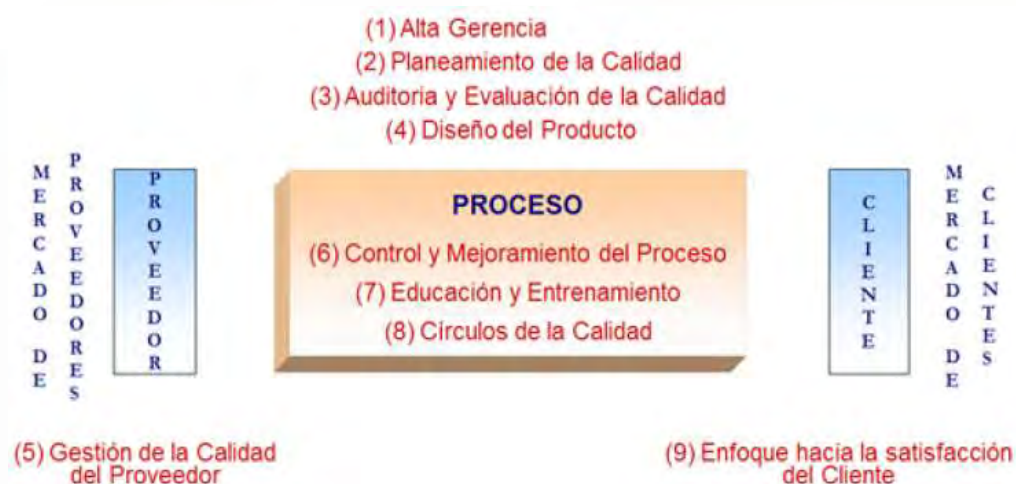 (1) Alta Gerencia
(2) Planeamiento de la Calidad
(3) Auditoria y Evaluación de la Calidad
(4) Diseño del Producto
MERCADO DE
PROVEEDORES
PROVEEDOR
PROCESO
(6) Control y Mejoramiento del Proceso
(7) Educación y Entrenamiento
(8) Círculos de la Calidad
CLIENTE
MERCADO DE
CLIENTES
(5) Gestión de la Calidad
del Proveedor
(9) Enfoque hacia la satisfacción
del Cliente